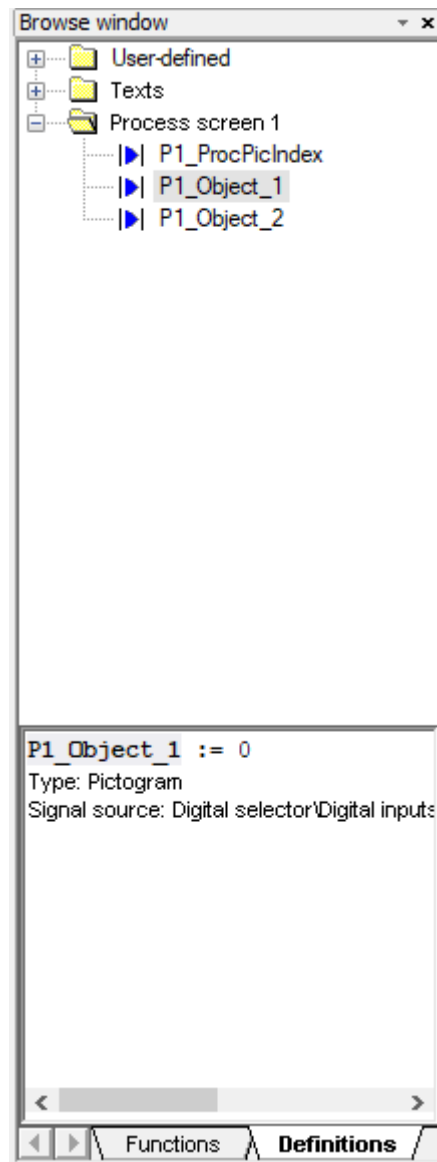 Browse window
User-defined
Texts
Process screen 1
P1_ProcPicIndex
P1_Object_1
P1_Object_2
P1_Object_1 := 0
Type: Pictogram
Signal source: Digital selector\Digital inputs
Functions
Definitions